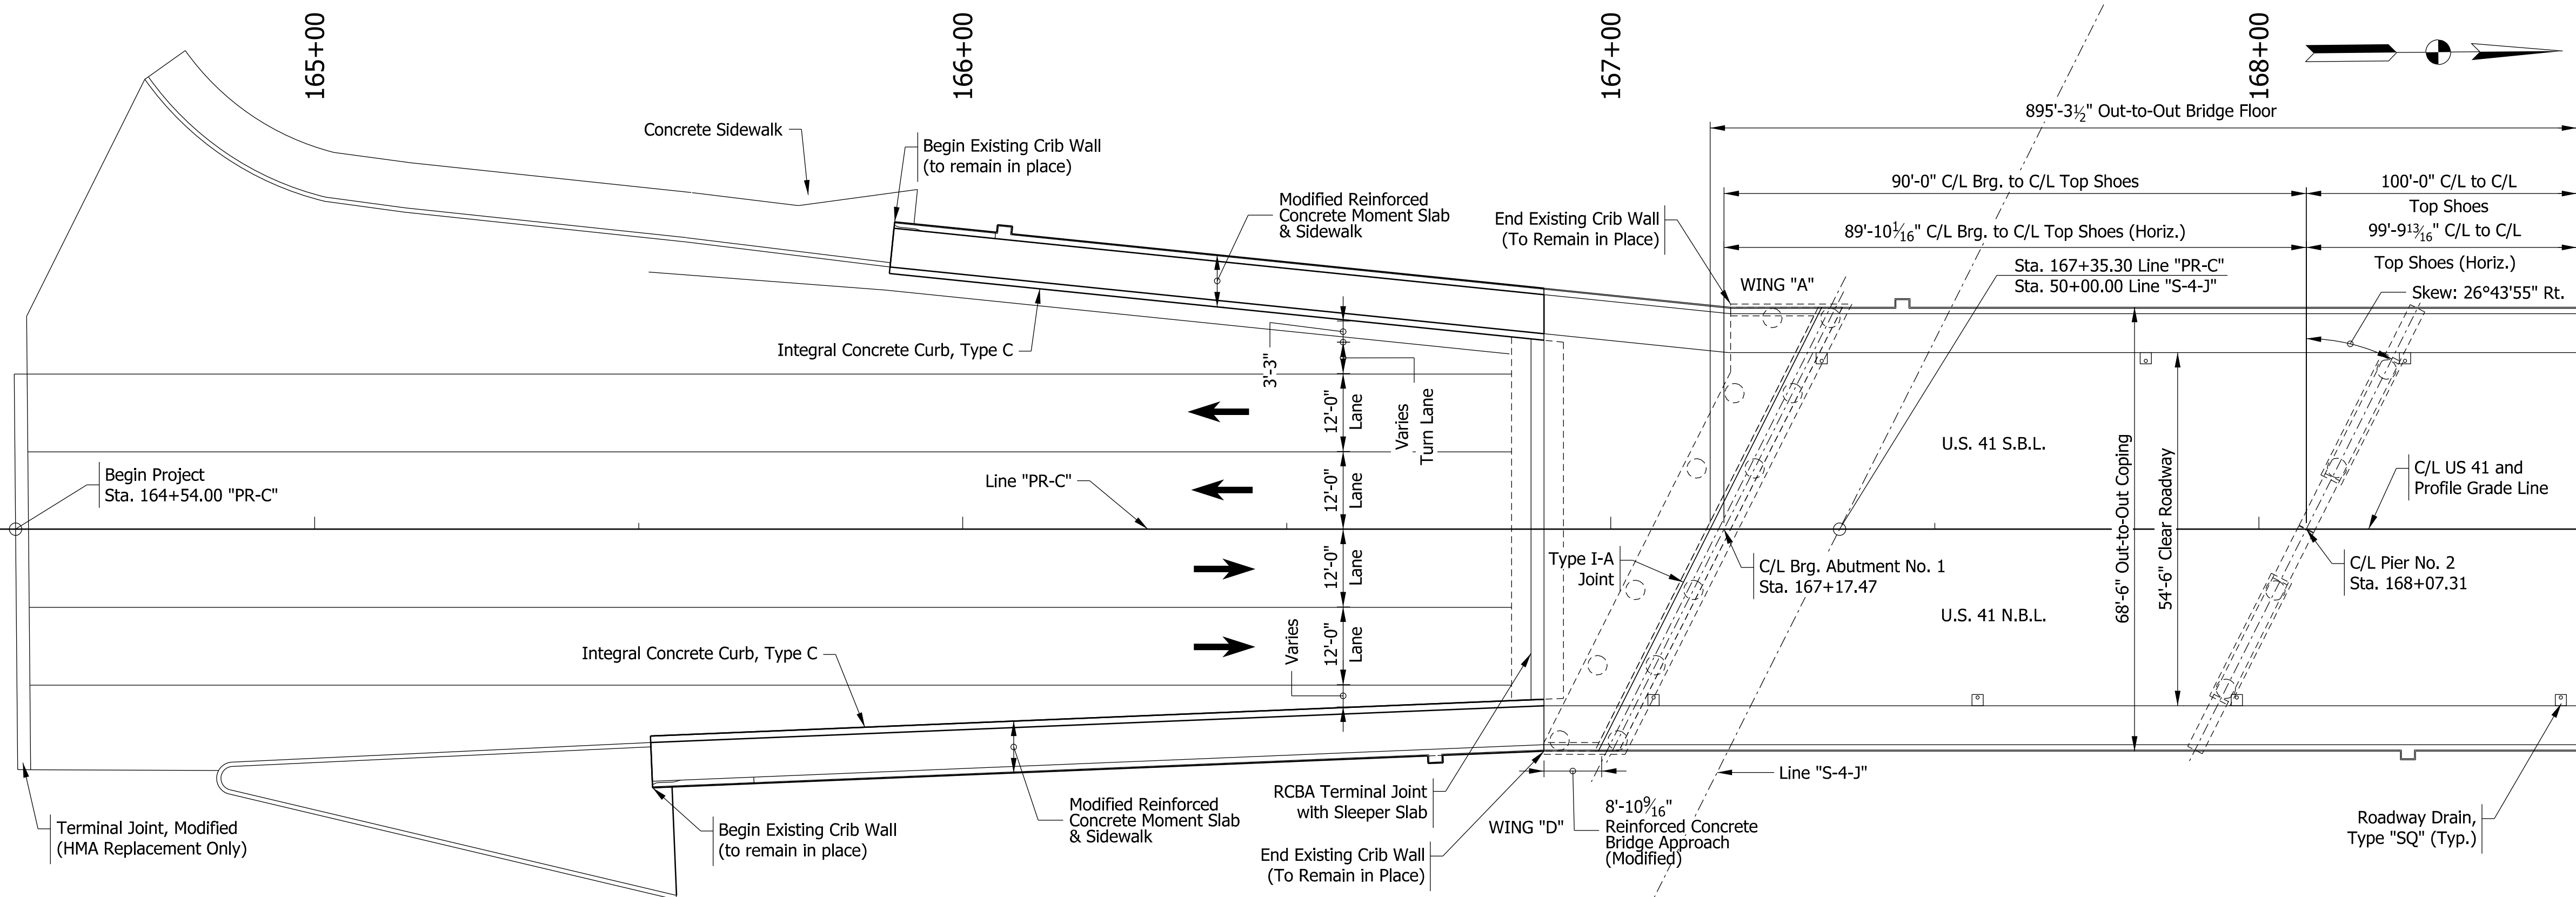 165+00
166+00
167+00
168+00
895'-3½" Out-to-Out Bridge Floor
Concrete Sidewalk
Begin Existing Crib Wall
(to remain in place)
Modified Reinforced
Concrete Moment Slab
& Sidewalk
End Existing Crib Wall
(To Remain in Place)
90'-0" C/L Brg. to C/L Top Shoes
100'-0" C/L to C/L
Top Shoes
89'-10 1/16" C/L Brg. to C/L Top Shoes (Horiz.)
99'-9 13/16" C/L to C/L
Top Shoes (Horiz.)
WING "A"
Sta. 167+35.30 Line "PR-C"
Sta. 50+00.00 Line "S-4-J"
Skew: 26°43'55" Rt.
Integral Concrete Curb, Type C
3'-3"
Varies
Turn Lane
12'-0"
Lane
12'-0"
Lane
12'-0"
Lane
12'-0"
Lane
Varies
Begin Project
Sta. 164+54.00 "PR-C"
Line "PR-C"
U.S. 41 S.B.L.
68'-6" Out-to-Out Coping
54'-6" Clear Roadway
C/L US 41 and
Profile Grade Line
Type I-A
Joint
C/L Brg. Abutment No. 1
Sta. 167+17.47
C/L Pier No. 2
Sta. 168+07.31
U.S. 41 N.B.L.
Integral Concrete Curb, Type C
Terminal Joint, Modified
(HMA Replacement Only)
Begin Existing Crib Wall
(to remain in place)
Modified Reinforced
Concrete Moment Slab
& Sidewalk
RCBA Terminal Joint
with Sleeper Slab
WING "D"
End Existing Crib Wall
(To Remain in Place)
8'-10 9/16"
Reinforced Concrete
Bridge Approach
(Modified)
Line "S-4-J"
Roadway Drain,
Type "SQ" (Typ.)